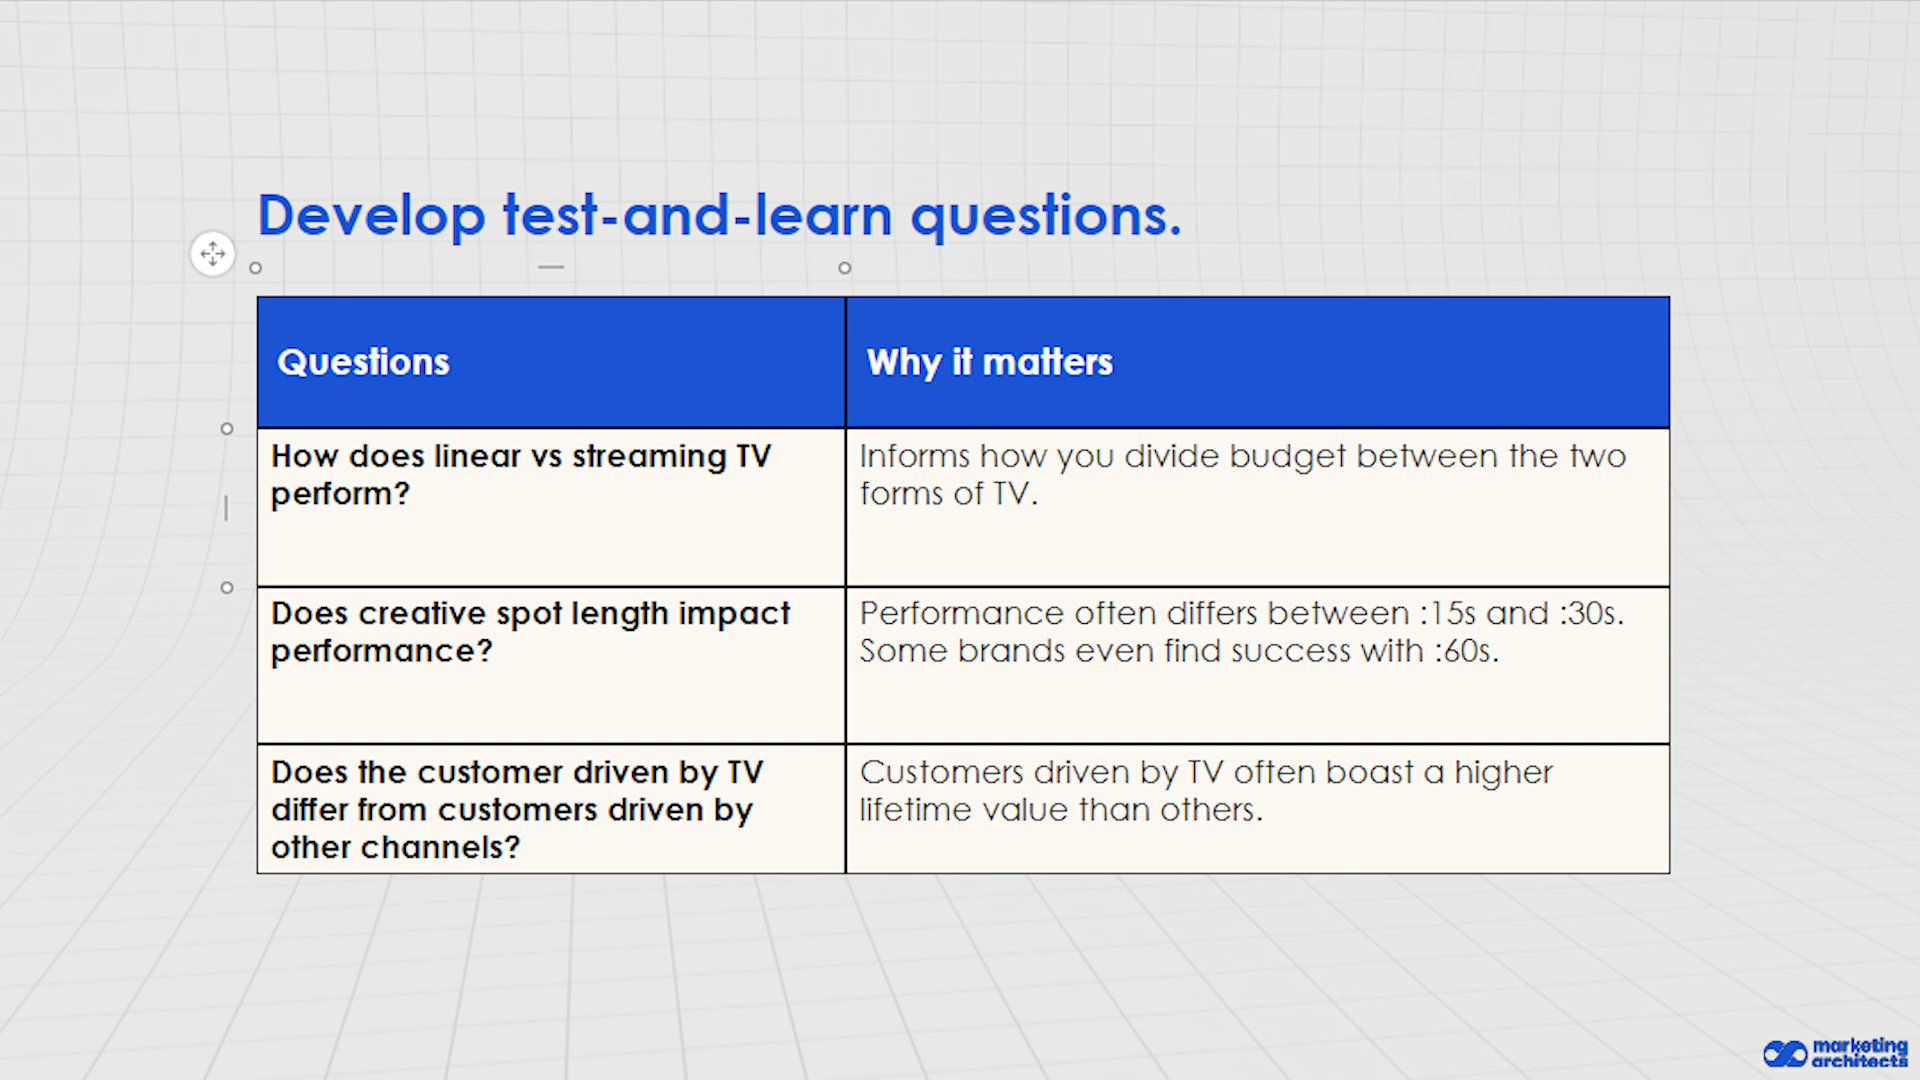 Develop test-and-learn questions.
Questions
Why it matters
How does linear vs streaming TV
perform?
Informs how you divide budget between the two
forms of TV.
Does creative spot length impact
performance?
Performance often differs between :15s and :30s.
Some brands even find success with :60s.
Does the customer driven by TV
differ from customers driven by
other channels?
Customers driven by TV often boast a higher
lifetime value than others.
marketing
architects